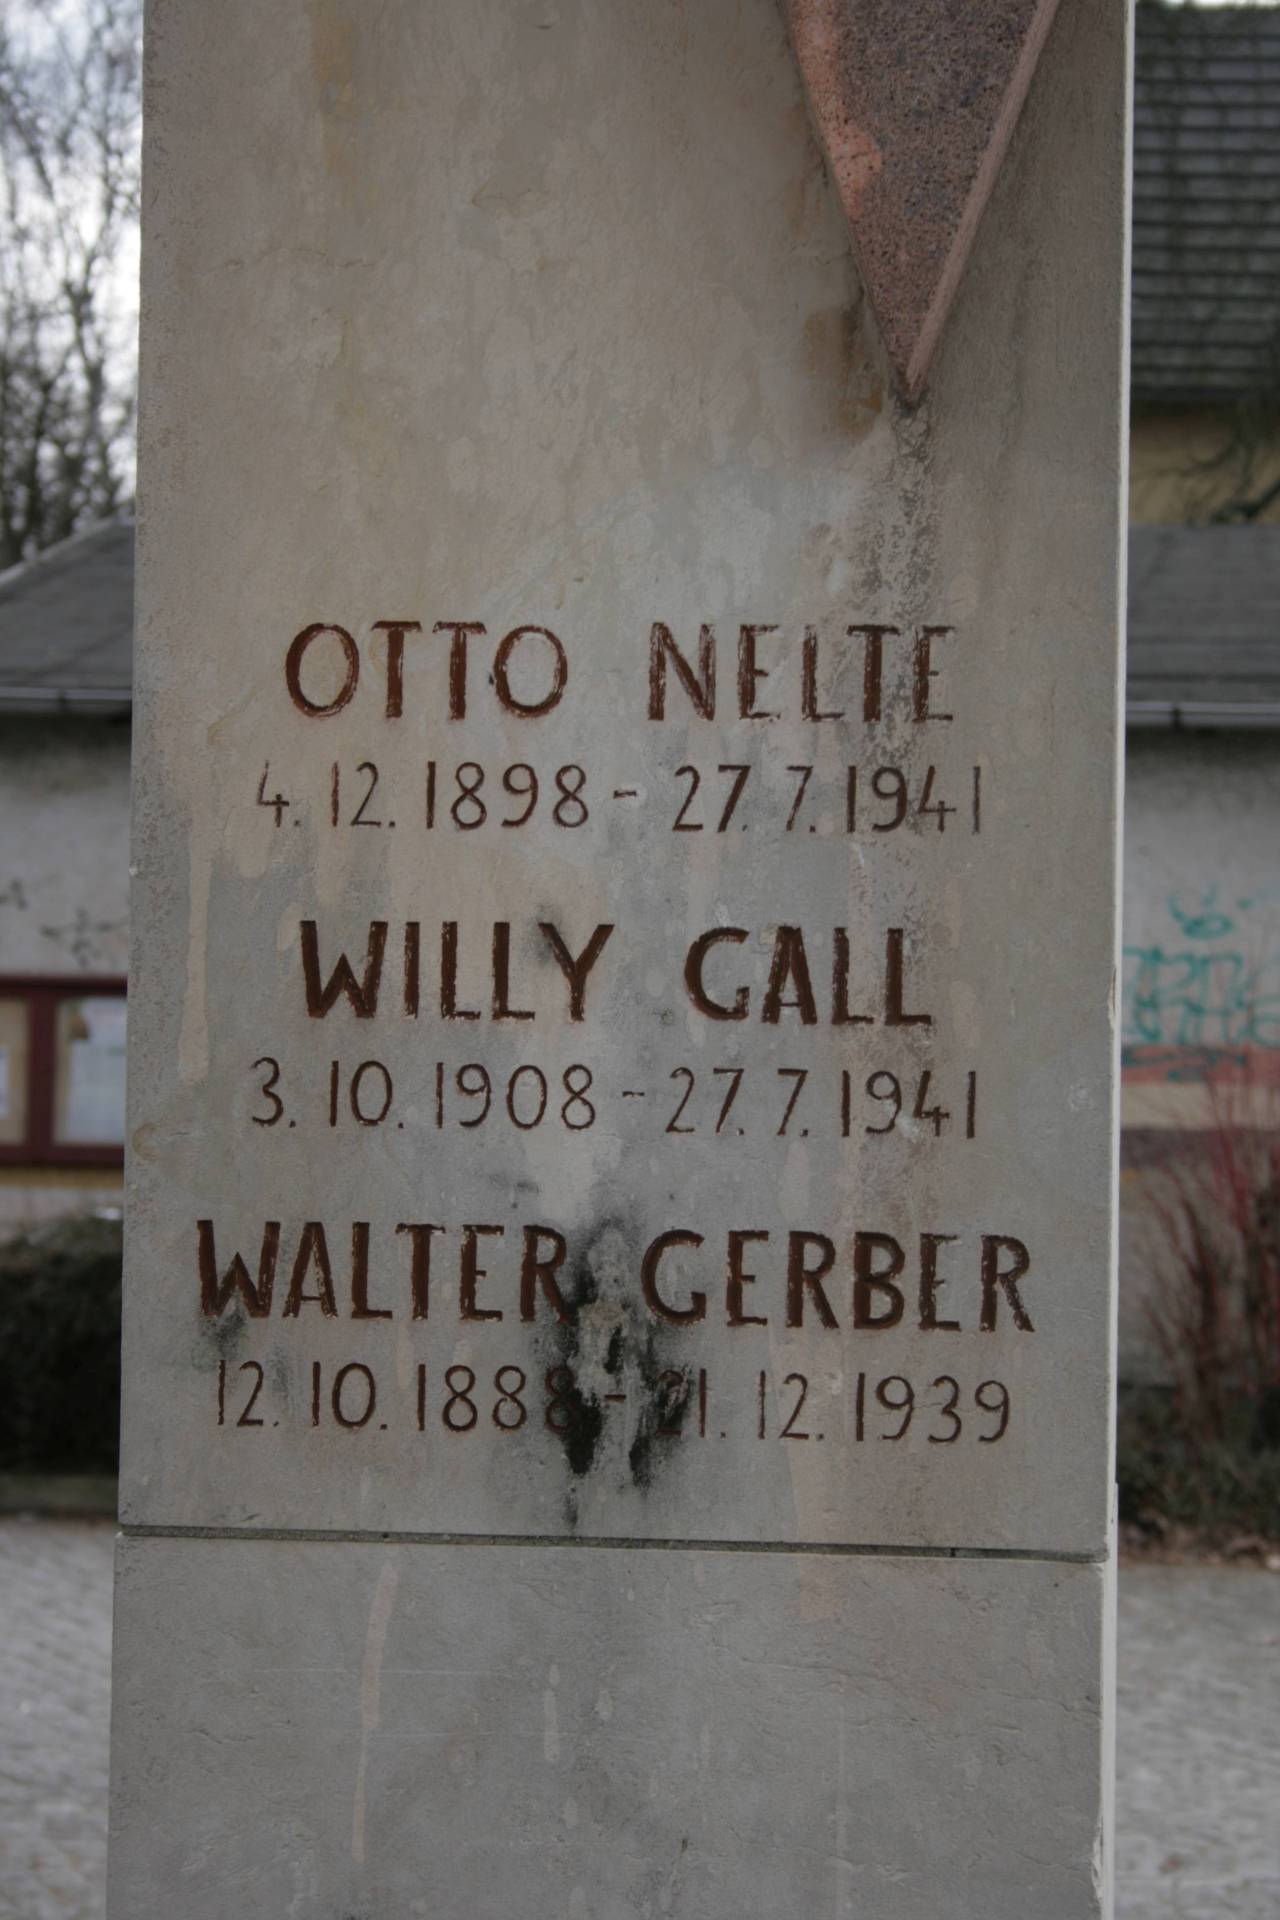 OTTO NELTE
4. 12. 1898 - 27. 7. 1941
WILLY GALL
3. 10. 1908 - 27. 7. 1941
WALTER GERBER
12. 10. 1888 - 21. 12. 1939